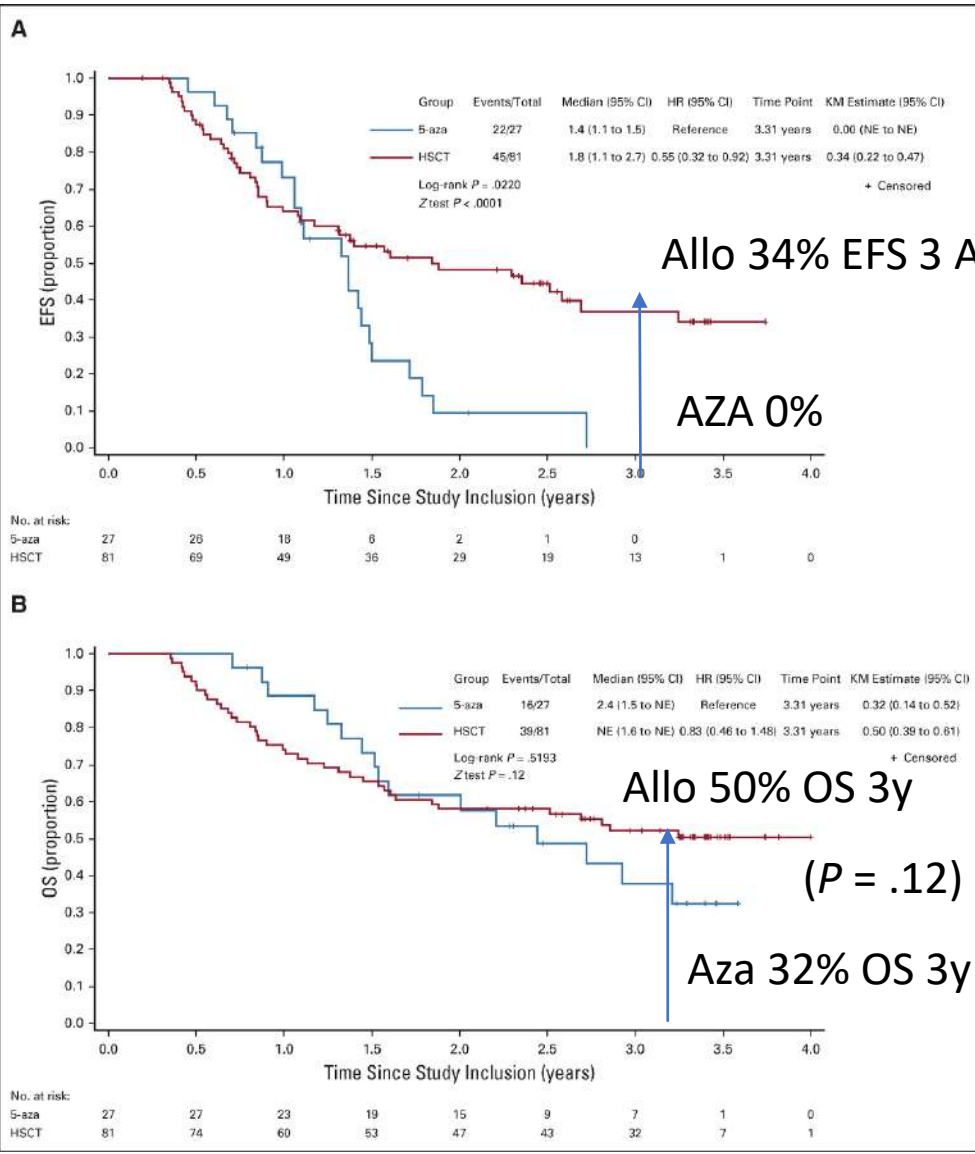 A
Group Events/Total Median (95% CI) HR (95% CI) Time Point KM Estimate (95% CI)
5-aza 22/27 1.4 (1.1 to 1.5) Reference 3.31 years 0.00 (NE to NE)
HSCT 45/81 1.8 (1.1 to 2.7) 0.55 (0.32 to 0.92) 3.31 years 0.34 (0.22 to 0.47)
Log-rank P = .0220
Z test P < .0001
+ Censored
EFS (proportion)
1.0
0.9
0.8
0.7
0.6
0.5
0.4
0.3
0.2
0.1
0.0
Allo 34% EFS 3 A
AZA 0%
0.0 0.5 1.0 1.5 2.0 2.5 3.0 3.5 4.0
Time Since Study Inclusion (years)
No. at risk:
5-aza 27 26 18 6 2 1 0
HSCT 81 69 49 36 29 19 13 1 0
B
Group Events/Total Median (95% CI) HR (95% CI) Time Point KM Estimate (95% CI)
5-aza 16/27 2.4 (1.5 to NE) Reference 3.31 years 0.32 (0.14 to 0.52)
HSCT 39/81 NE (1.6 to NE) 0.83 (0.46 to 1.48) 3.31 years 0.50 (0.39 to 0.61)
Log-rank P = .5193
Z test P = .12
+ Censored
OS (proportion)
1.0
0.9
0.8
0.7
0.6
0.5
0.4
0.3
0.2
0.1
0.0
Allo 50% OS 3y
(P = .12)
Aza 32% OS 3y
0.0 0.5 1.0 1.5 2.0 2.5 3.0 3.5 4.0
Time Since Study Inclusion (years)
No. at risk:
5-aza 27 27 23 19 15 9 7 1 0
HSCT 81 74 60 53 47 43 32 7 1